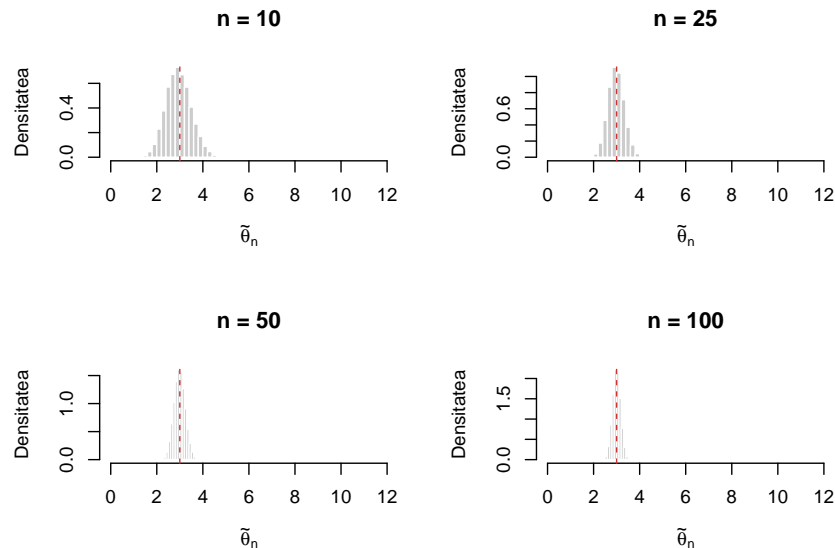 n = 10
Densitatea
0.0 0.4
0 2 4 6 8 10 12
θ̃n
n = 25
Densitatea
0.0 0.6
0 2 4 6 8 10 12
θ̃n
n = 50
Densitatea
0.0 1.0
0 2 4 6 8 10 12
θ̃n
n = 100
Densitatea
0.0 1.5
0 2 4 6 8 10 12
θ̃n